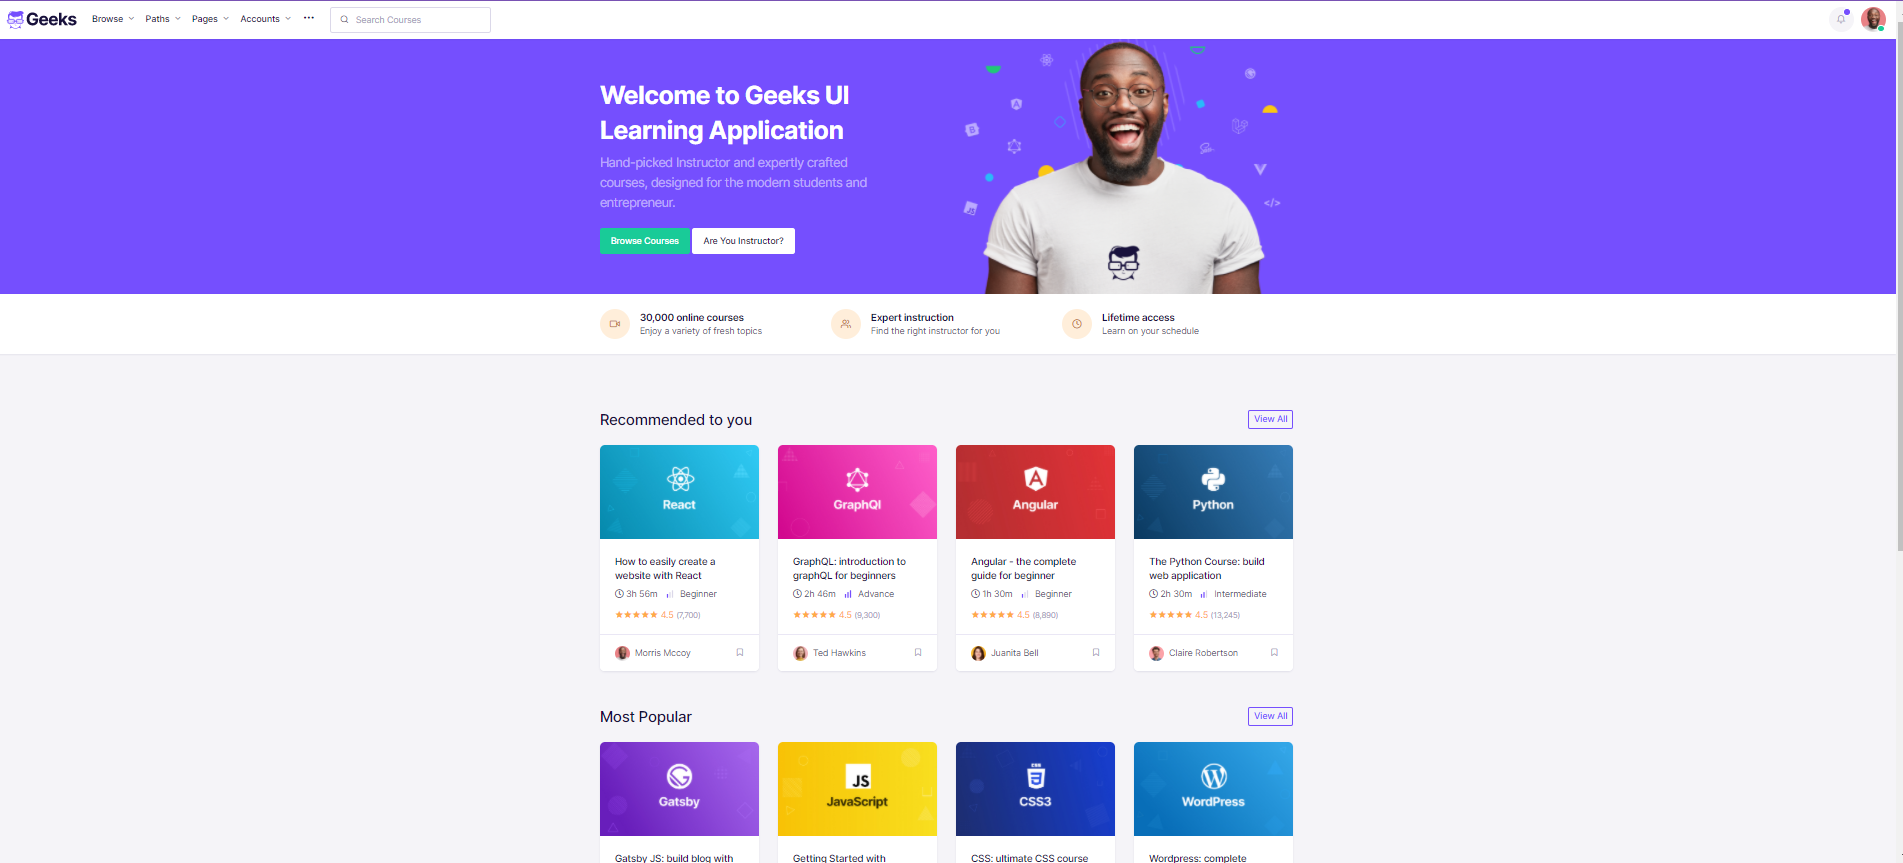 Geeks
Browse
Paths
Pages
Accounts
Search Courses
Welcome to Geeks UI
Learning Application
Hand-picked Instructor and expertly crafted
courses, designed for the modern students and
entrepreneur.
Browse Courses
Are You Instructor?
30,000 online courses
Enjoy a variety of fresh topics
Expert instruction
Find the right instructor for you
Lifetime access
Learn on your schedule
Recommended to you
View All
React
How to easily create a
website with React
3h 56m Beginner
4.5 (7,700)
Morris Mccoy
GraphQl
GraphQL: introduction to
graphQL for beginners
2h 46m Advance
4.5 (9,300)
Ted Hawkins
Angular
Angular - the complete
guide for beginner
1h 30m Beginner
4.5 (8,890)
Juanita Bell
Python
The Python Course: build
web application
2h 30m Intermediate
4.5 (13,245)
Claire Robertson
Most Popular
View All
Gatsby
Gatsby JS: build blog with
JS
JavaScript
Getting Started with
CSS
CSS3
CSS: ultimate CSS course
WordPress
Wordpress: complete